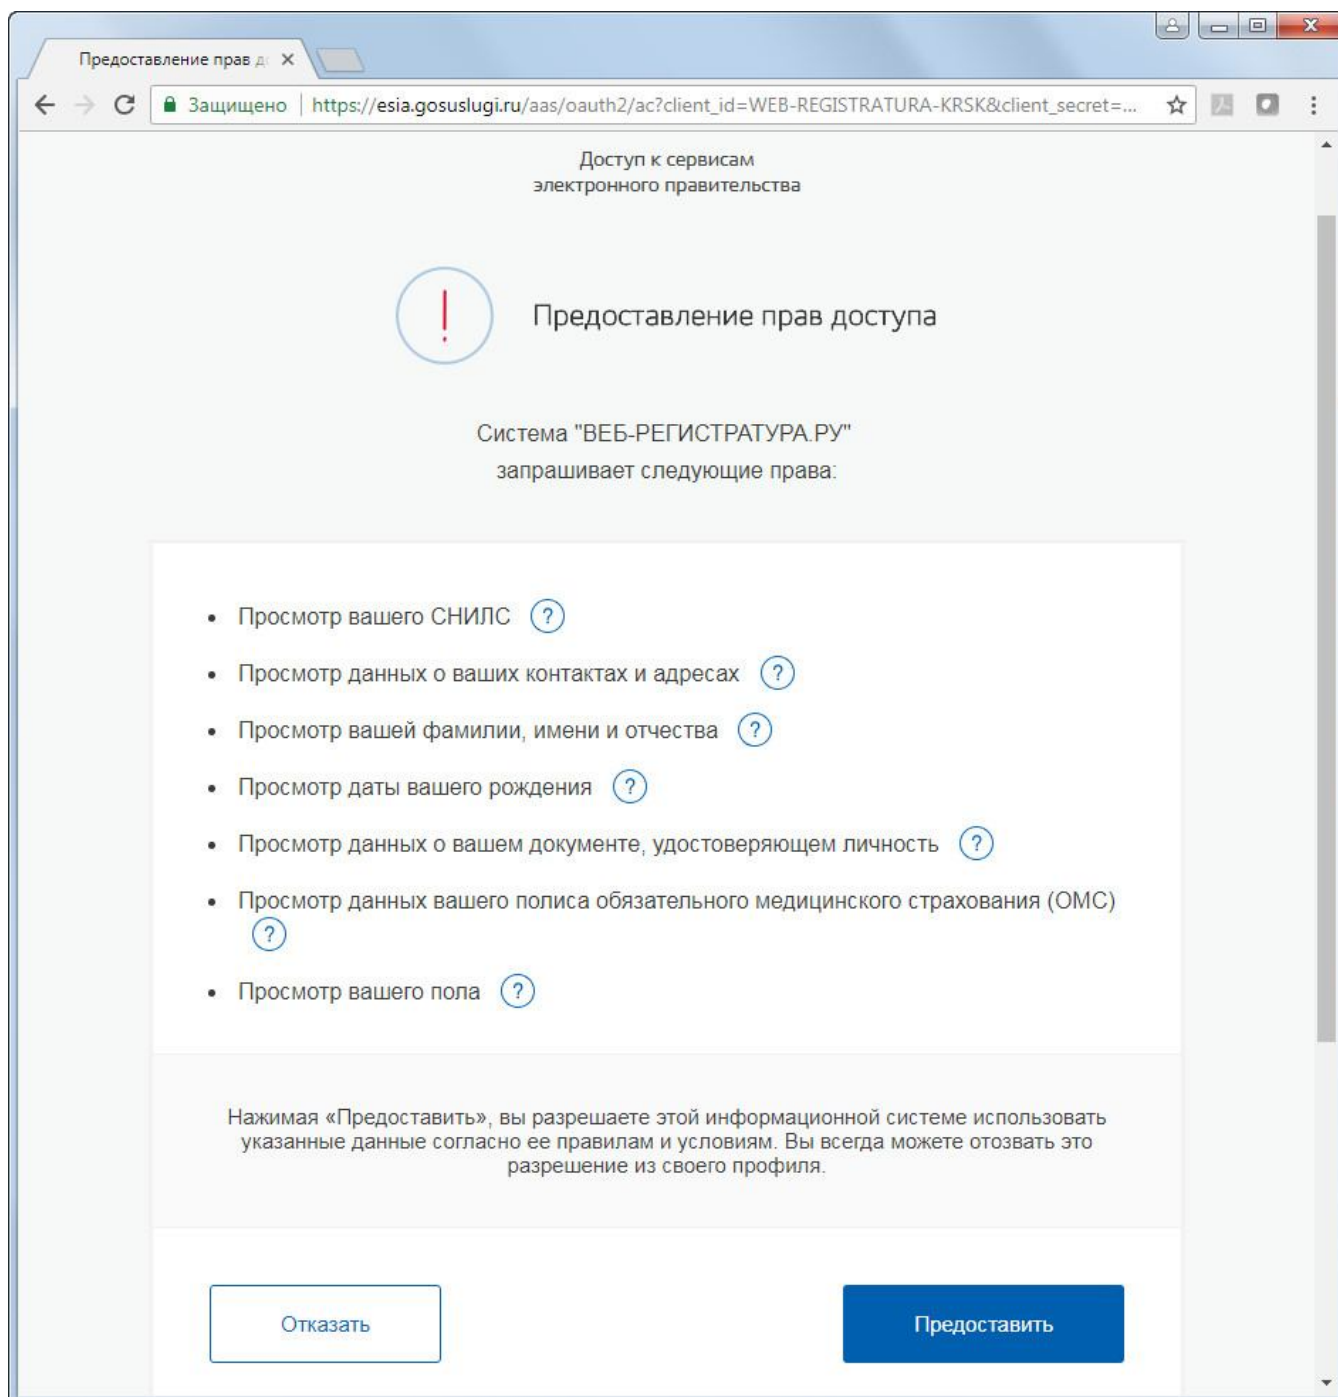 Предоставление прав д
Защищено | https://esia.gosuslugi.ru/aas/oauth2/ac?client_id=WEB-REGISTRATURA-KRSK&client_secret=...
Доступ к сервисам
электронного правительства
!
Предоставление прав доступа
Система "ВЕБ-РЕГИСТРАТУРА.РУ"
запрашивает следующие права:
• Просмотр вашего СНИЛС ?
• Просмотр данных о ваших контактах и адресах ?
• Просмотр вашей фамилии, имени и отчества ?
• Просмотр даты вашего рождения ?
• Просмотр данных о вашем документе, удостоверяющем личность ?
• Просмотр данных вашего полиса обязательного медицинского страхования (ОМС)
?
• Просмотр вашего пола ?
Нажимая «Предоставить», вы разрешаете этой информационной системе использовать
указанные данные согласно ее правилам и условиям. Вы всегда можете отозвать это
разрешение из своего профиля.
Отказать
Предоставить